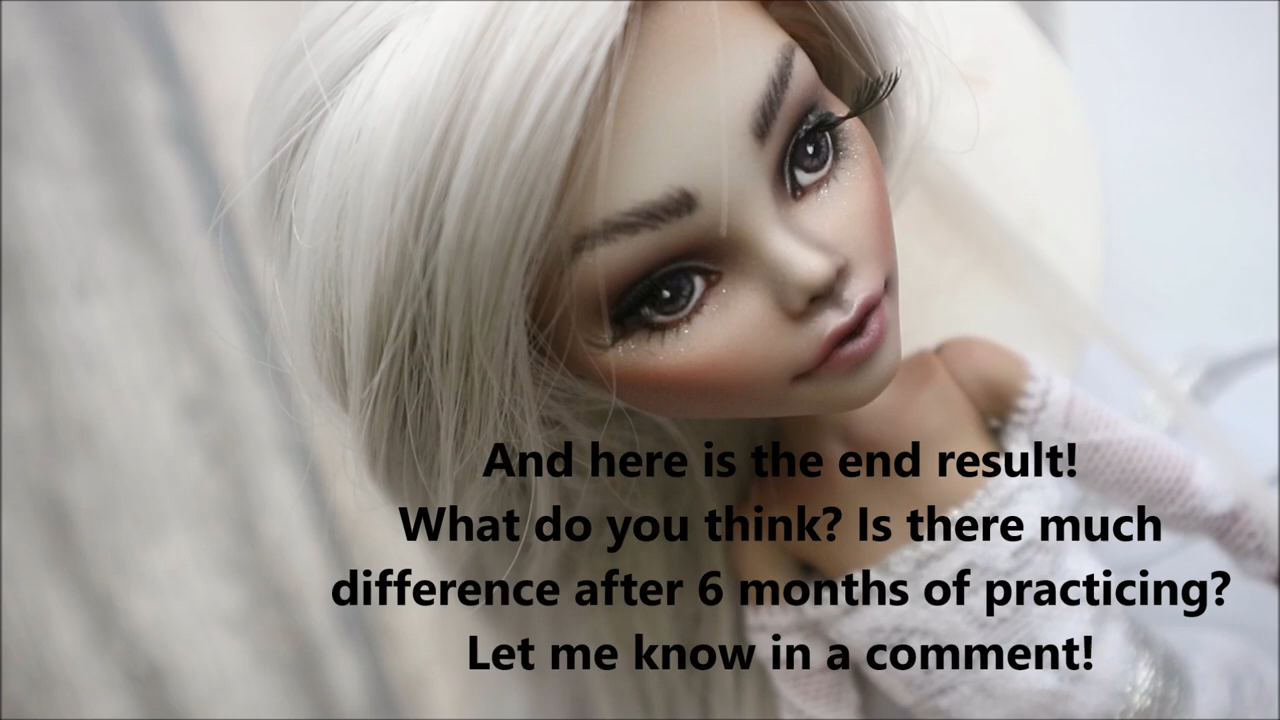 And here is the end result!
What do you think? Is there much
difference after 6 months of practicing?
Let me know in a comment!